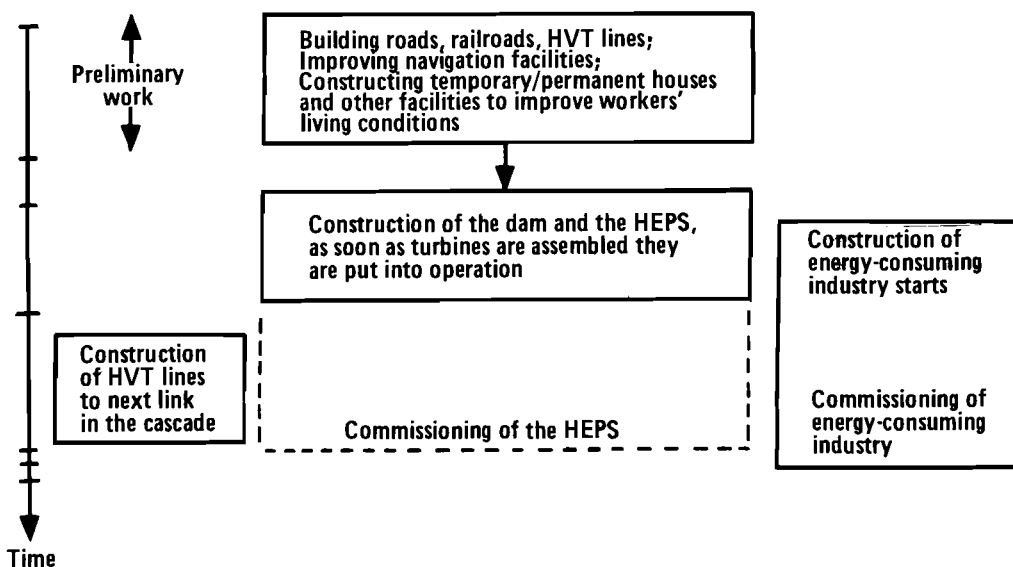 Preliminary
work
Building roads, railroads, HVT lines;
Improving navigation facilities;
Constructing temporary/permanent houses
and other facilities to improve workers'
living conditions
Construction of the dam and the HEPS,
as soon as turbines are assembled they
are put into operation
Construction of
energy-consuming
industry starts
Construction
of HVT lines
to next link
in the cascade
Commissioning of the HEPS
Commissioning of
energy-consuming
industry
Time